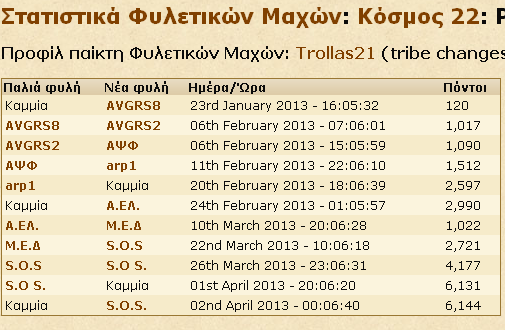 Στατιστικά Φυλετικών Μαχών: Κόσμος 22:
Προφίλ παίκτη Φυλετικών Μαχών: Trollas21 (tribe changes
Παλιά φυλή Νέα φυλή Ημέρα/Ώρα Πόντοι
Καμμία AVGRS8 23rd January 2013 - 16:05:32 120
AVGRS8 AVGRS2 06th February 2013 - 07:06:01 1,017
AVGRS2 ΑΨΦ 06th February 2013 - 15:05:59 1,090
ΑΨΦ arp1 11th February 2013 - 22:06:10 1,512
arp1 Καμμία 20th February 2013 - 18:06:39 2,597
Καμμία Α.ΕΛ. 24th February 2013 - 01:05:57 2,990
Α.ΕΛ. Μ.Ε.Δ 10th March 2013 - 20:06:28 1,022
Μ.Ε.Δ S.O.S 22nd March 2013 - 10:06:18 2,721
S.O.S S.O S. 26th March 2013 - 23:06:31 4,177
S.O S. Καμμία 01st April 2013 - 20:06:20 6,131
Καμμία S.O.S. 02nd April 2013 - 00:06:40 6,144